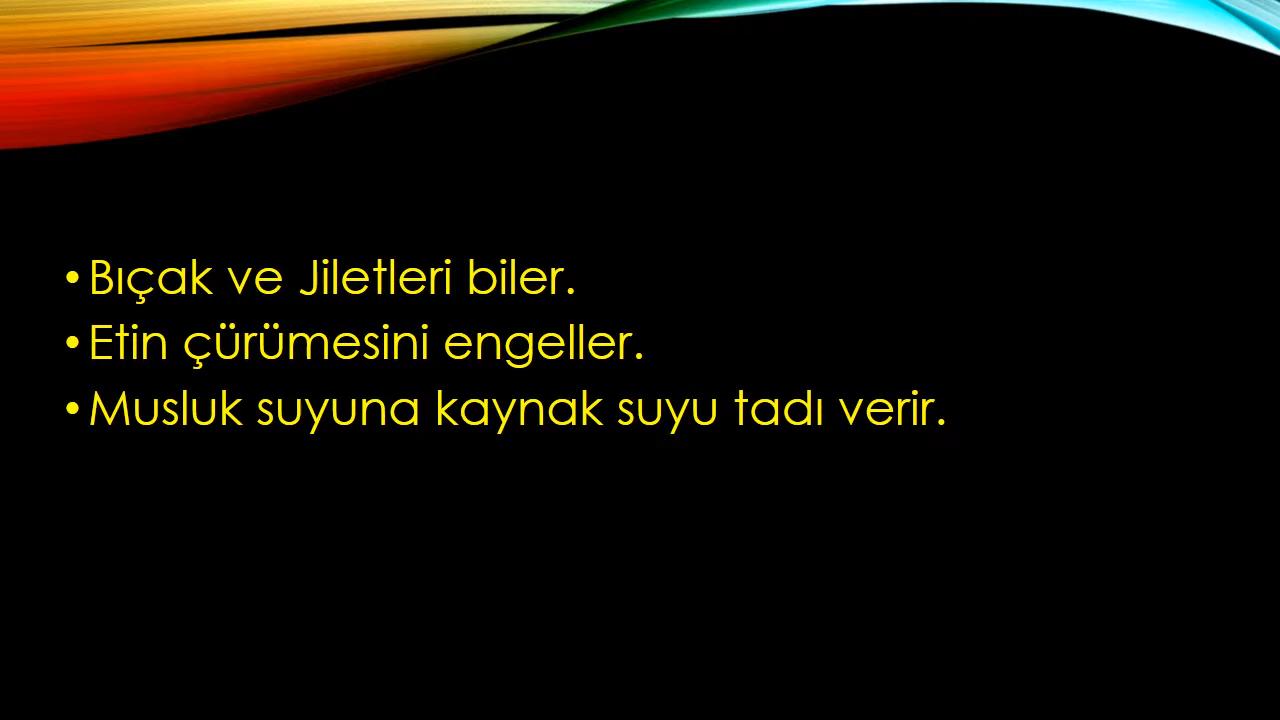 • Bıçak ve Jiletleri biler.
• Etin çürümesini engeller.
• Musluk suyuna kaynak suyu tadı verir.